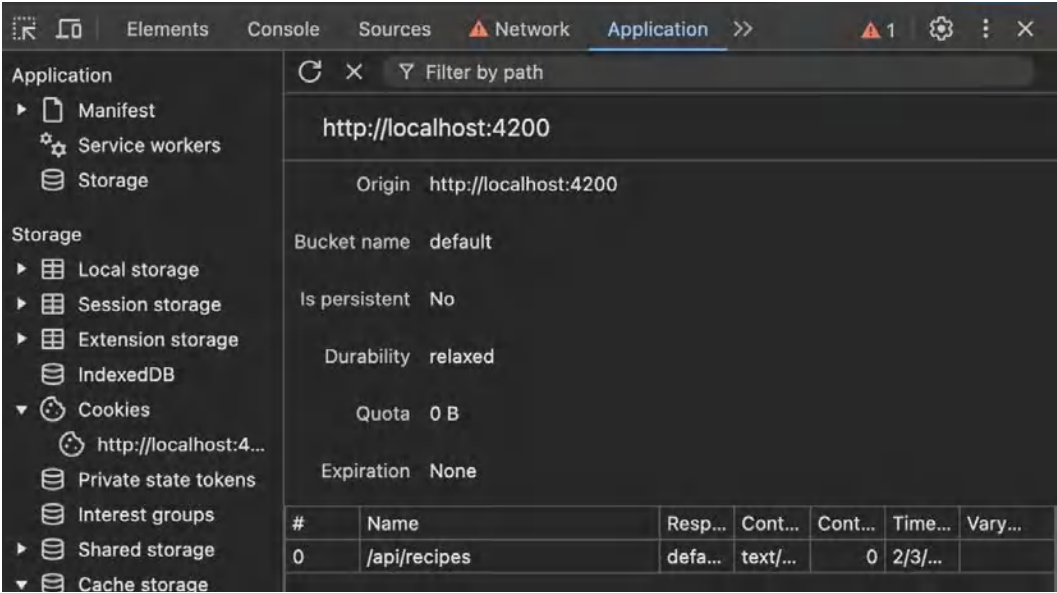 Elements Console Sources Network Application >> 1
Application
Manifest
Service workers
Storage
Storage
Local storage
Session storage
Extension storage
IndexedDB
Cookies
http://localhost:4...
Private state tokens
Interest groups
Shared storage
Cache storage
Filter by path
http://localhost:4200
Origin http://localhost:4200
Bucket name default
Is persistent No
Durability relaxed
Quota 0 B
Expiration None
# Name Resp... Cont... Cont... Time... Vary...
0 /api/recipes defa... text/... 0 2/3/...